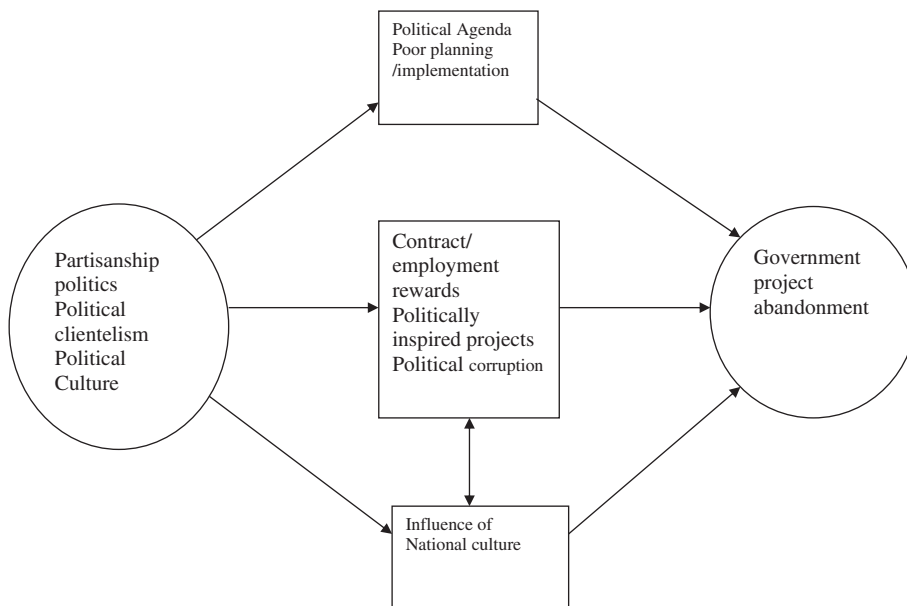 Political Agenda
Poor planning
/implementation
Partisanship
politics
Political
clientelism
Political
Culture
Contract/
employment
rewards
Politically
inspired projects
Political corruption
Government
project
abandonment
Influence of
National culture